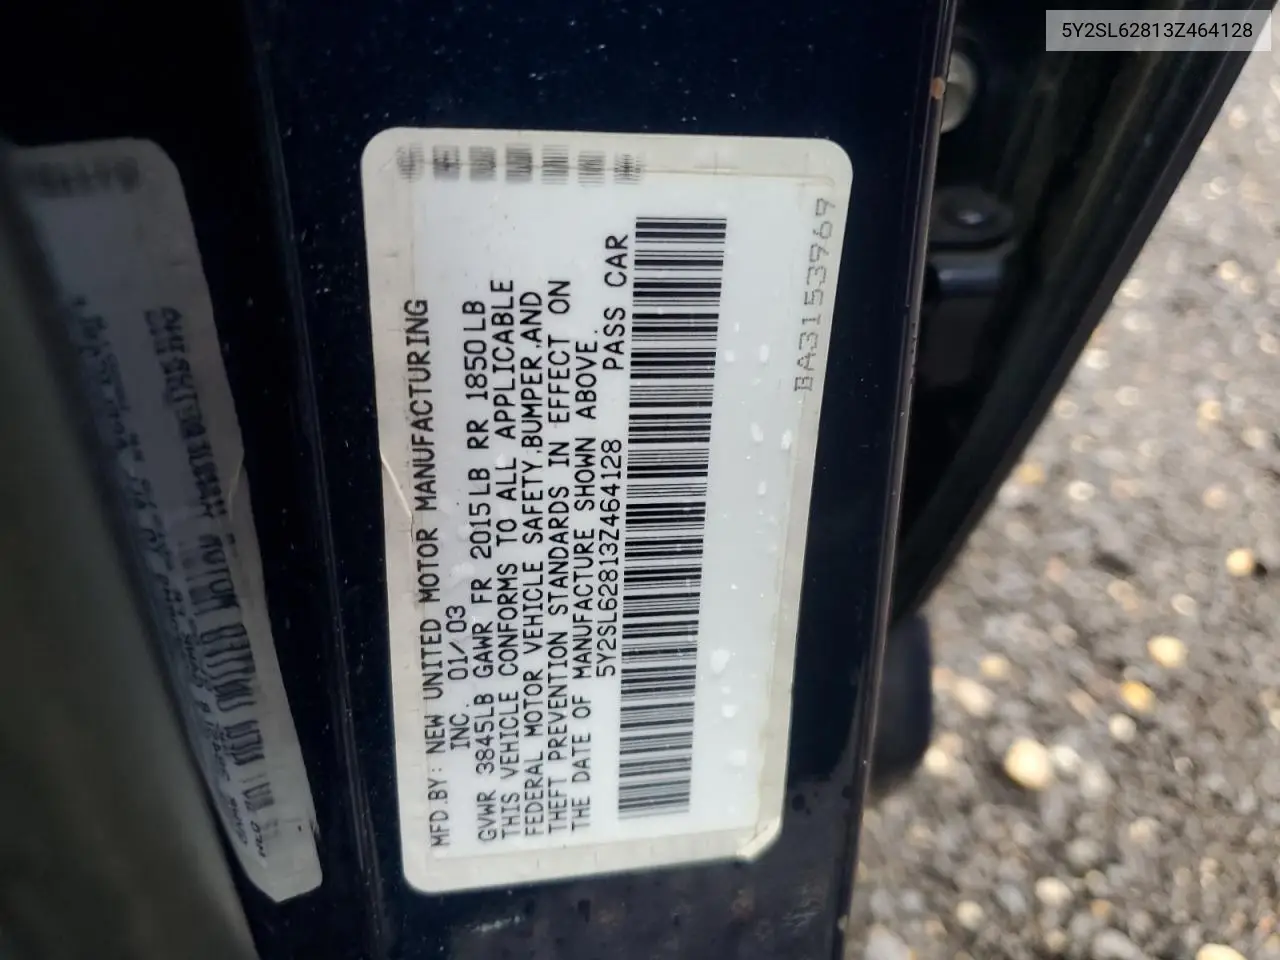 5Y2SL62813Z464128
MFD.BY: NEW UNITED MOTOR MANUFACTURING
INC. 01/03
GVWR 3845LB GAWR FR 2015LB RR 1850LB
THIS VEHICLE CONFORMS TO ALL APPLICABLE
FEDERAL MOTOR VEHICLE SAFETY,BUMPER,AND
THEFT PREVENTION STANDARDS IN EFFECT ON
THE DATE OF MANUFACTURE SHOWN ABOVE.
5Y2SL62813Z464128 PASS CAR
BA3153969